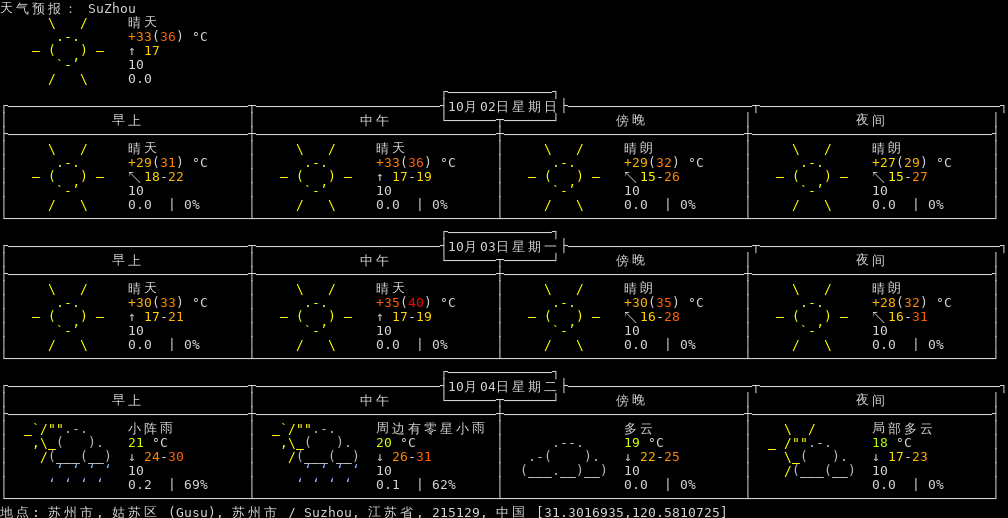 天气预报： SuZhou
晴天
+33(36) °C
↑ 17
10
0.0
10月02日星期日
早上 中午 傍晚 夜间
晴天 晴天 晴朗 晴朗
+29(31) °C +33(36) °C +29(32) °C +27(29) °C
↖ 18-22 ↑ 17-19 ↖ 15-26 ↖ 15-27
10 10 10 10
0.0 | 0% 0.0 | 0% 0.0 | 0% 0.0 | 0%
10月03日星期一
早上 中午 傍晚 夜间
晴天 晴天 晴朗 晴朗
+30(33) °C +35(40) °C +30(35) °C +28(32) °C
↑ 17-21 ↑ 17-19 ↖ 16-28 ↖ 16-31
10 10 10 10
0.0 | 0% 0.0 | 0% 0.0 | 0% 0.0 | 0%
10月04日星期二
早上 中午 傍晚 夜间
小阵雨 周边有零星小雨 多云 局部多云
21 °C 20 °C 19 °C 18 °C
↓ 24-30 ↓ 26-31 ↓ 22-25 ↓ 17-23
10 10 10 10
0.2 | 69% 0.1 | 62% 0.0 | 0% 0.0 | 0%
地点: 苏州市, 姑苏区 (Gusu), 苏州市 / Suzhou, 江苏省, 215129, 中国 [31.3016935,120.5810725]